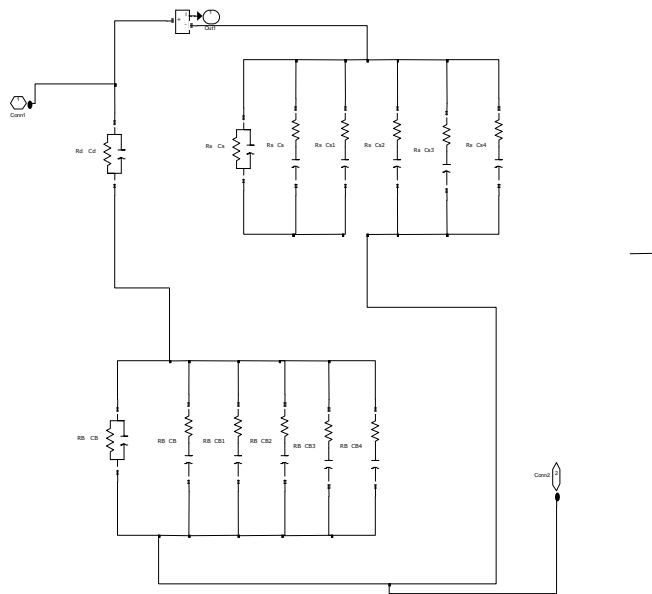 Out1
Conn1
Rd Cd
Rs Cs
Rs Cs
Rs Cs1
Rs Cs2
Rs Cs3
Rs Cs4
RB CB
RB CB
RB CB1
RB CB2
RB CB3
RB CB4
Conn2
2